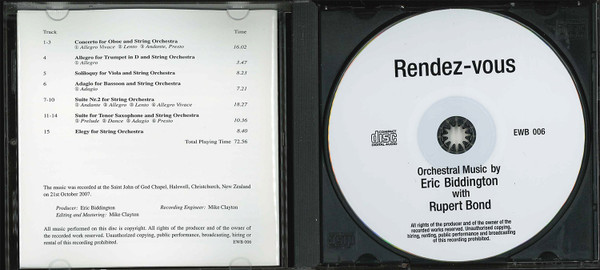 Track Time
1-3 Concerto for Oboe and String Orchestra
① Allegro Vivace ② Lento ③ Andante, Presto 16.02
4 Allegro for Trumpet in D and String Orchestra
① Allegro 3.47
5 Soliloquy for Viola and String Orchestra 8.23
6 Adagio for Bassoon and String Orchestra
① Adagio 7.21
7-10 Suite Nr.2 for String Orchestra
① Andante ② Allegro ③ Lento ④ Allegro Vivace 18.27
11-14 Suite for Tenor Saxophone and String Orchestra
① Prelude ② Dance ③ Adagio ④ Presto 10.36
15 Elegy for String Orchestra 8.40
Total Playing Time 72.56
The music was recorded at the Saint John of God Chapel, Halswell, Christchurch, New Zealand
on 21st October 2007.
Producer: Eric Biddington Recording Engineer: Mike Clayton
Editing and Mastering: Mike Clayton
All music performed on this disc is copyright. All rights of the producer and of the owner of
the recorded work reserved. Unauthorized copying, public performance, broadcasting, hiring or
rental of this recording prohibited. EWB 006
Rendez-vous
COMPACT
disc
DIGITAL AUDIO
EWB 006
Orchestral Music by
Eric Biddington
with
Rupert Bond
All rights of the producer and of the owner of the
recorded works reserved. Unauthorized copying,
hiring, renting, public performance and broadcasting
of this recording prohibited.